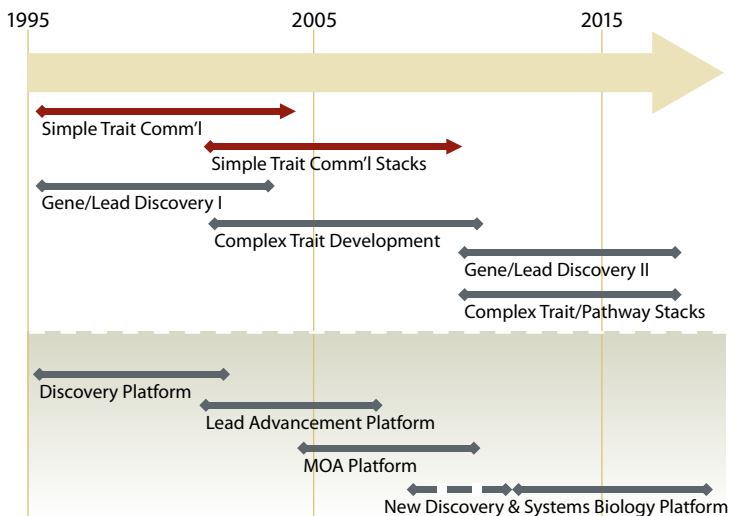 1995 2005 2015
Simple Trait Comm'l
Simple Trait Comm'l Stacks
Gene/Lead Discovery I
Complex Trait Development
Gene/Lead Discovery II
Complex Trait/Pathway Stacks
Discovery Platform
Lead Advancement Platform
MOA Platform
New Discovery & Systems Biology Platform